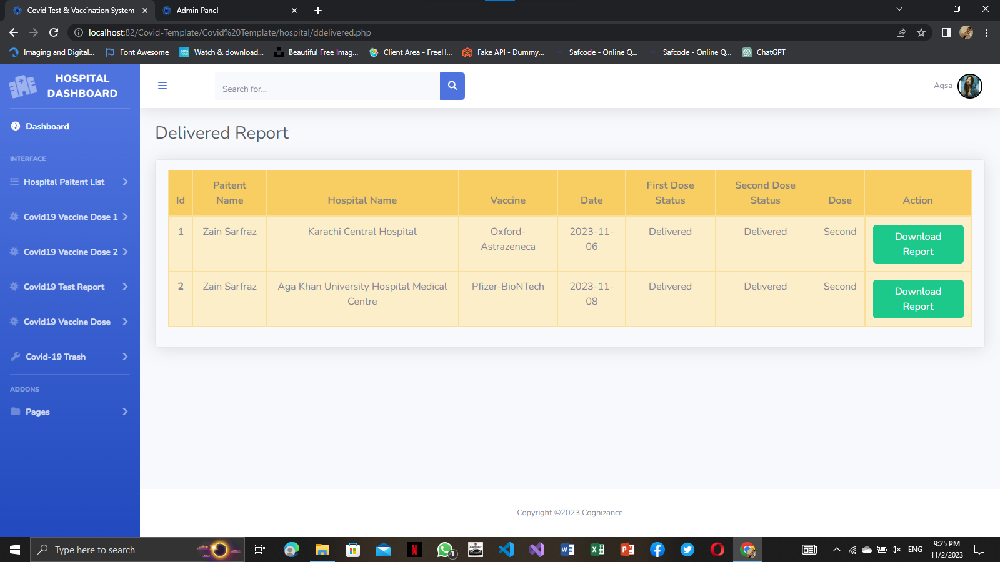 Covid Test & Vaccination System
Admin Panel
localhost:82/Covid-Template/Covid%20Template/hospital/ddelivered.php
Imaging and Digital...
Font Awesome
Watch & download...
Beautiful Free Imag...
Client Area - FreeH...
Fake API - Dummy...
Safcode - Online Q...
Safcode - Online Q...
ChatGPT
HOSPITAL
DASHBOARD
Search for...
Aqsa
Dashboard
INTERFACE
Hospital Paitent List
Covid19 Vaccine Dose 1
Covid19 Vaccine Dose 2
Covid19 Test Report
Covid19 Vaccine Dose
Covid-19 Trash
ADDONS
Pages
Delivered Report
Id
Paitent
Name
Hospital Name
Vaccine
Date
First Dose
Status
Second Dose
Status
Dose
Action
1
Zain Sarfraz
Karachi Central Hospital
Oxford-
Astrazeneca
2023-11-
06
Delivered
Delivered
Second
Download
Report
2
Zain Sarfraz
Aga Khan University Hospital Medical
Centre
Pfizer-BioNTech
2023-11-
08
Delivered
Delivered
Second
Download
Report
Copyright ©2023 Cognizance
Type here to search
1
ENG
9:25 PM
11/2/2023